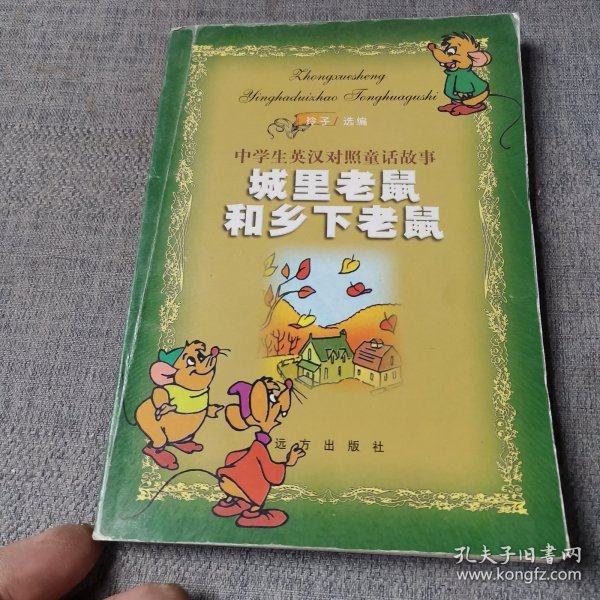 Zhongxuesheng
Yinghaduizhao Tonghuagushi
玲子 / 选编
中学生英汉对照童话故事
城里老鼠
和乡下老鼠
远方出版社
孔夫子旧書网
www.kongfz.com